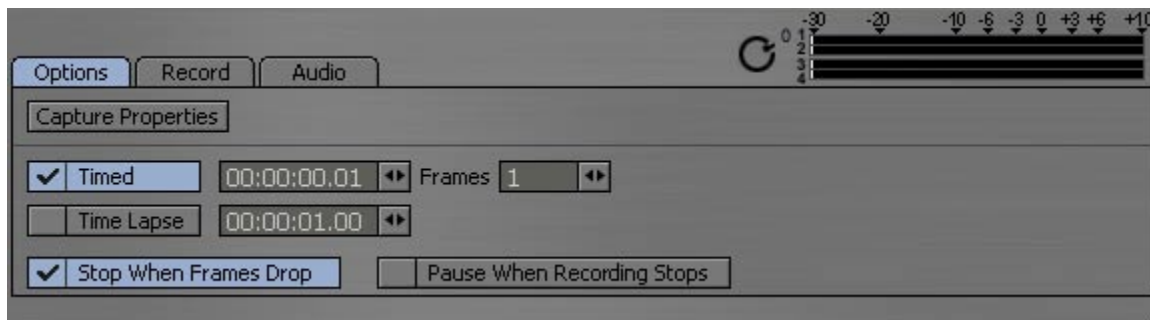 -30 -20 -10 -6 -3 0 +3 +6 +10
0 1
2
3
4
Options Record Audio
Capture Properties
Timed 00:00:00.01 Frames 1
Time Lapse 00:00:01.00
Stop When Frames Drop Pause When Recording Stops